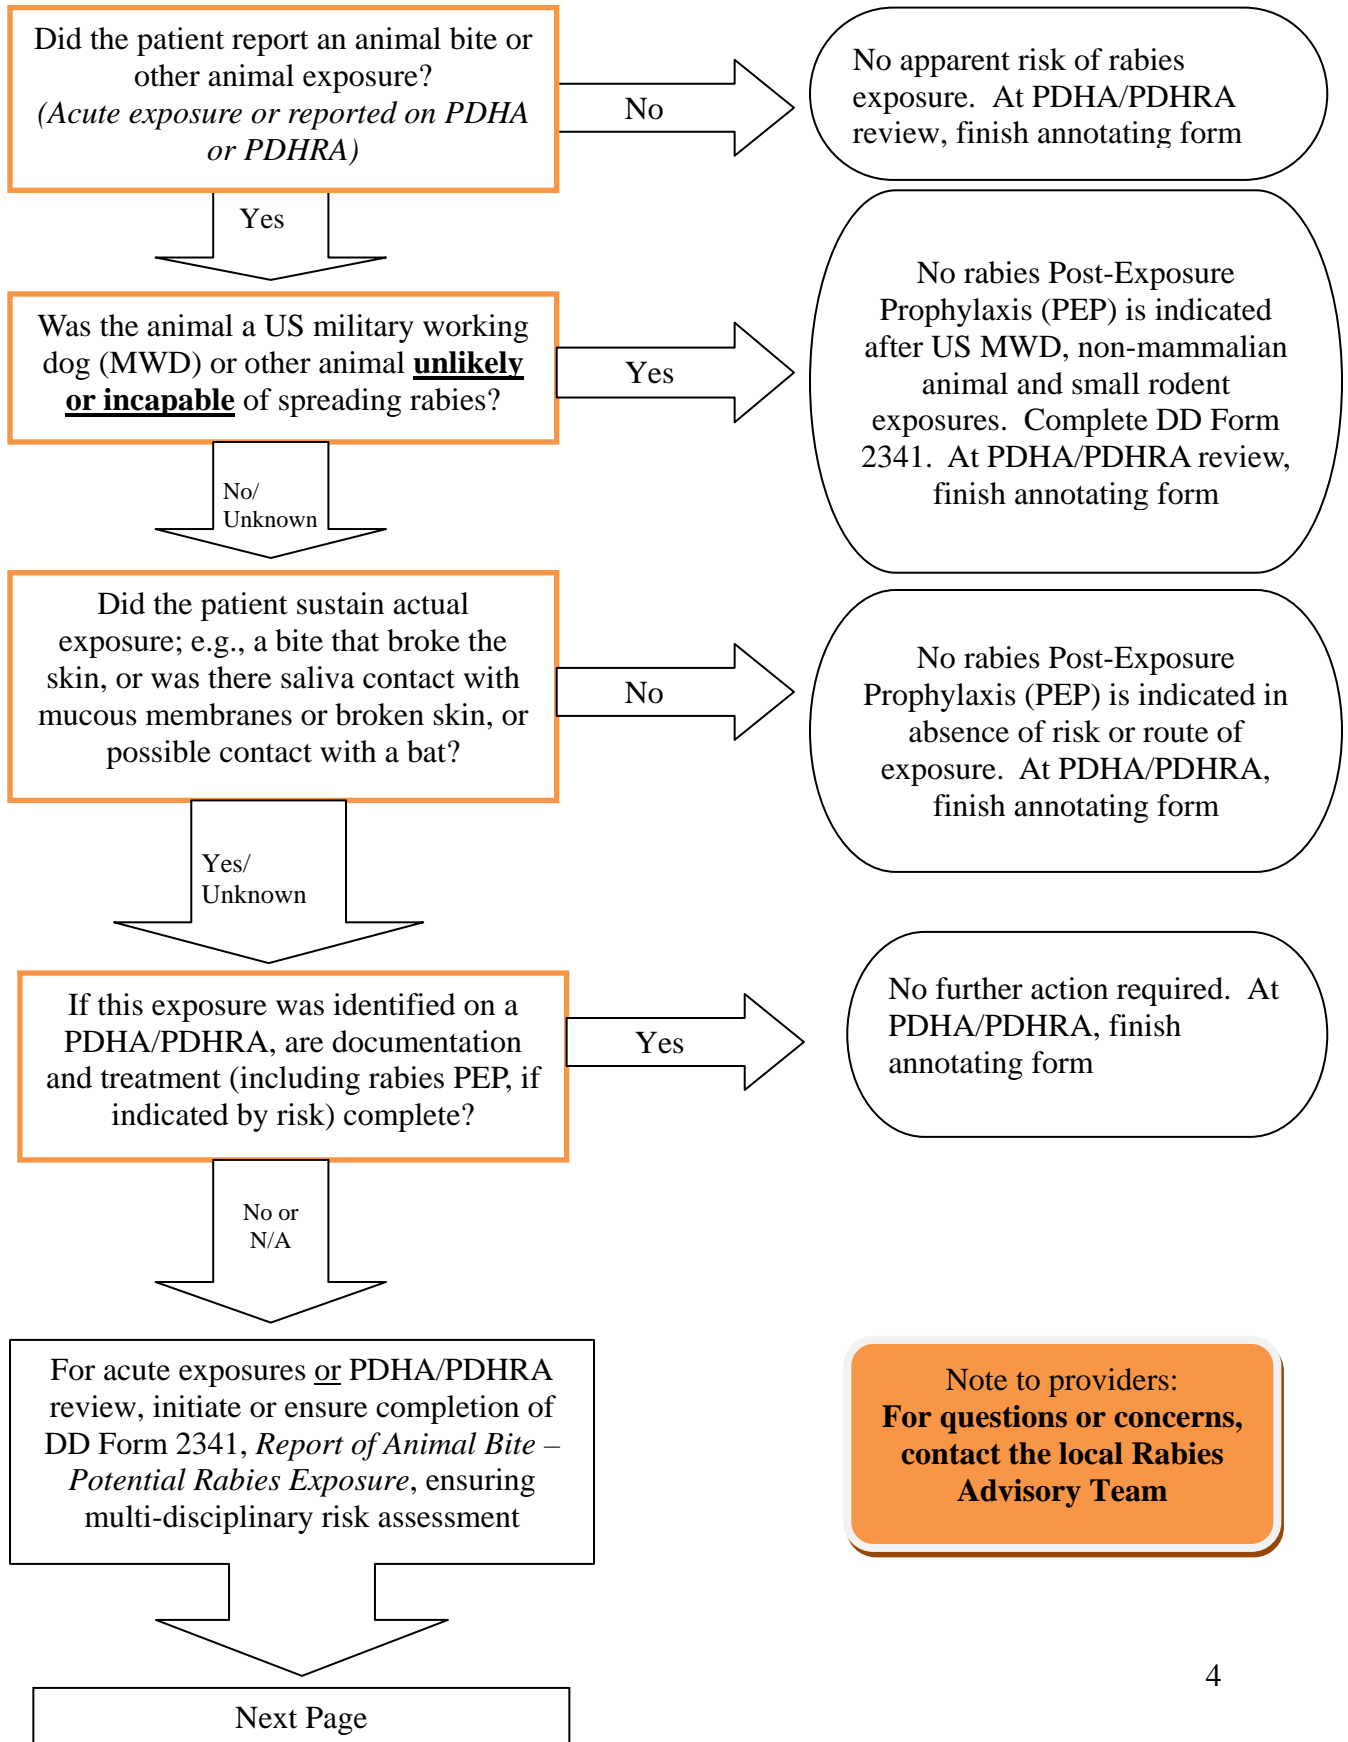 Did the patient report an animal bite or
other animal exposure?
(Acute exposure or reported on PDHA
or PDHRA)
No
No apparent risk of rabies
exposure.  At PDHA/PDHRA
review, finish annotating form
Yes
Was the animal a US military working
dog (MWD) or other animal unlikely
or incapable of spreading rabies?
Yes
No rabies Post-Exposure
Prophylaxis (PEP) is indicated
after US MWD, non-mammalian
animal and small rodent
exposures.  Complete DD Form
2341.  At PDHA/PDHRA review,
finish annotating form
No/
Unknown
Did the patient sustain actual
exposure; e.g., a bite that broke the
skin, or was there saliva contact with
mucous membranes or broken skin, or
possible contact with a bat?
No
No rabies Post-Exposure
Prophylaxis (PEP) is indicated in
absence of risk or route of
exposure.  At PDHA/PDHRA,
finish annotating form
Yes/
Unknown
If this exposure was identified on a
PDHA/PDHRA, are documentation
and treatment (including rabies PEP, if
indicated by risk) complete?
Yes
No further action required.  At
PDHA/PDHRA, finish
annotating form
No or
N/A
For acute exposures or PDHA/PDHRA
review, initiate or ensure completion of
DD Form 2341, Report of Animal Bite –
Potential Rabies Exposure, ensuring
multi-disciplinary risk assessment
Note to providers:
For questions or concerns,
contact the local Rabies
Advisory Team
4
Next Page